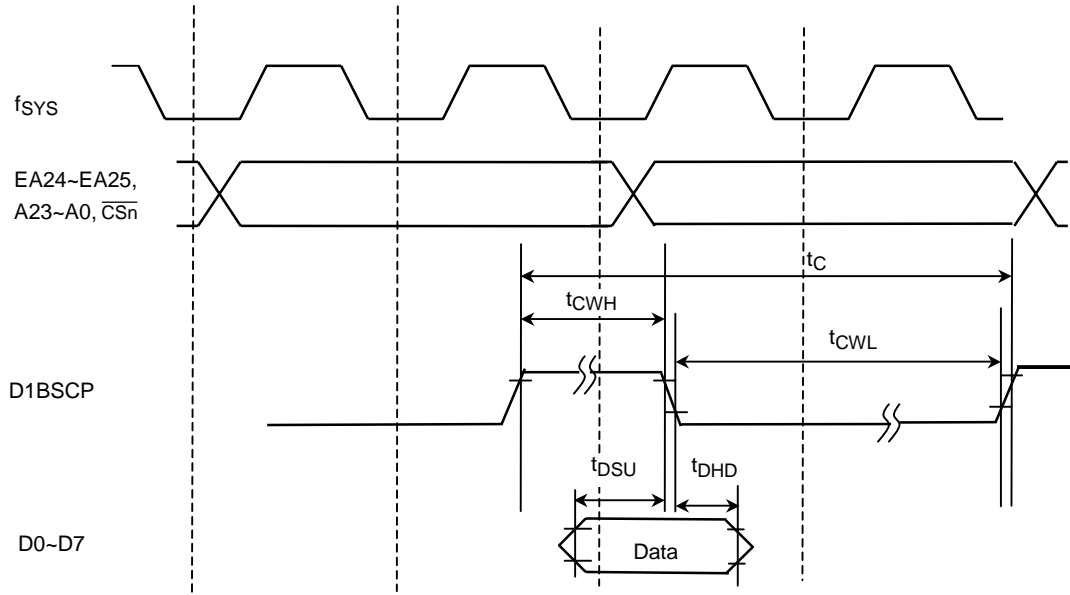 fSYS
EA24~EA25,
A23~A0, CSn
tC
tCWH
tCWL
D1BSCP
tDSU
tDHD
D0~D7
Data